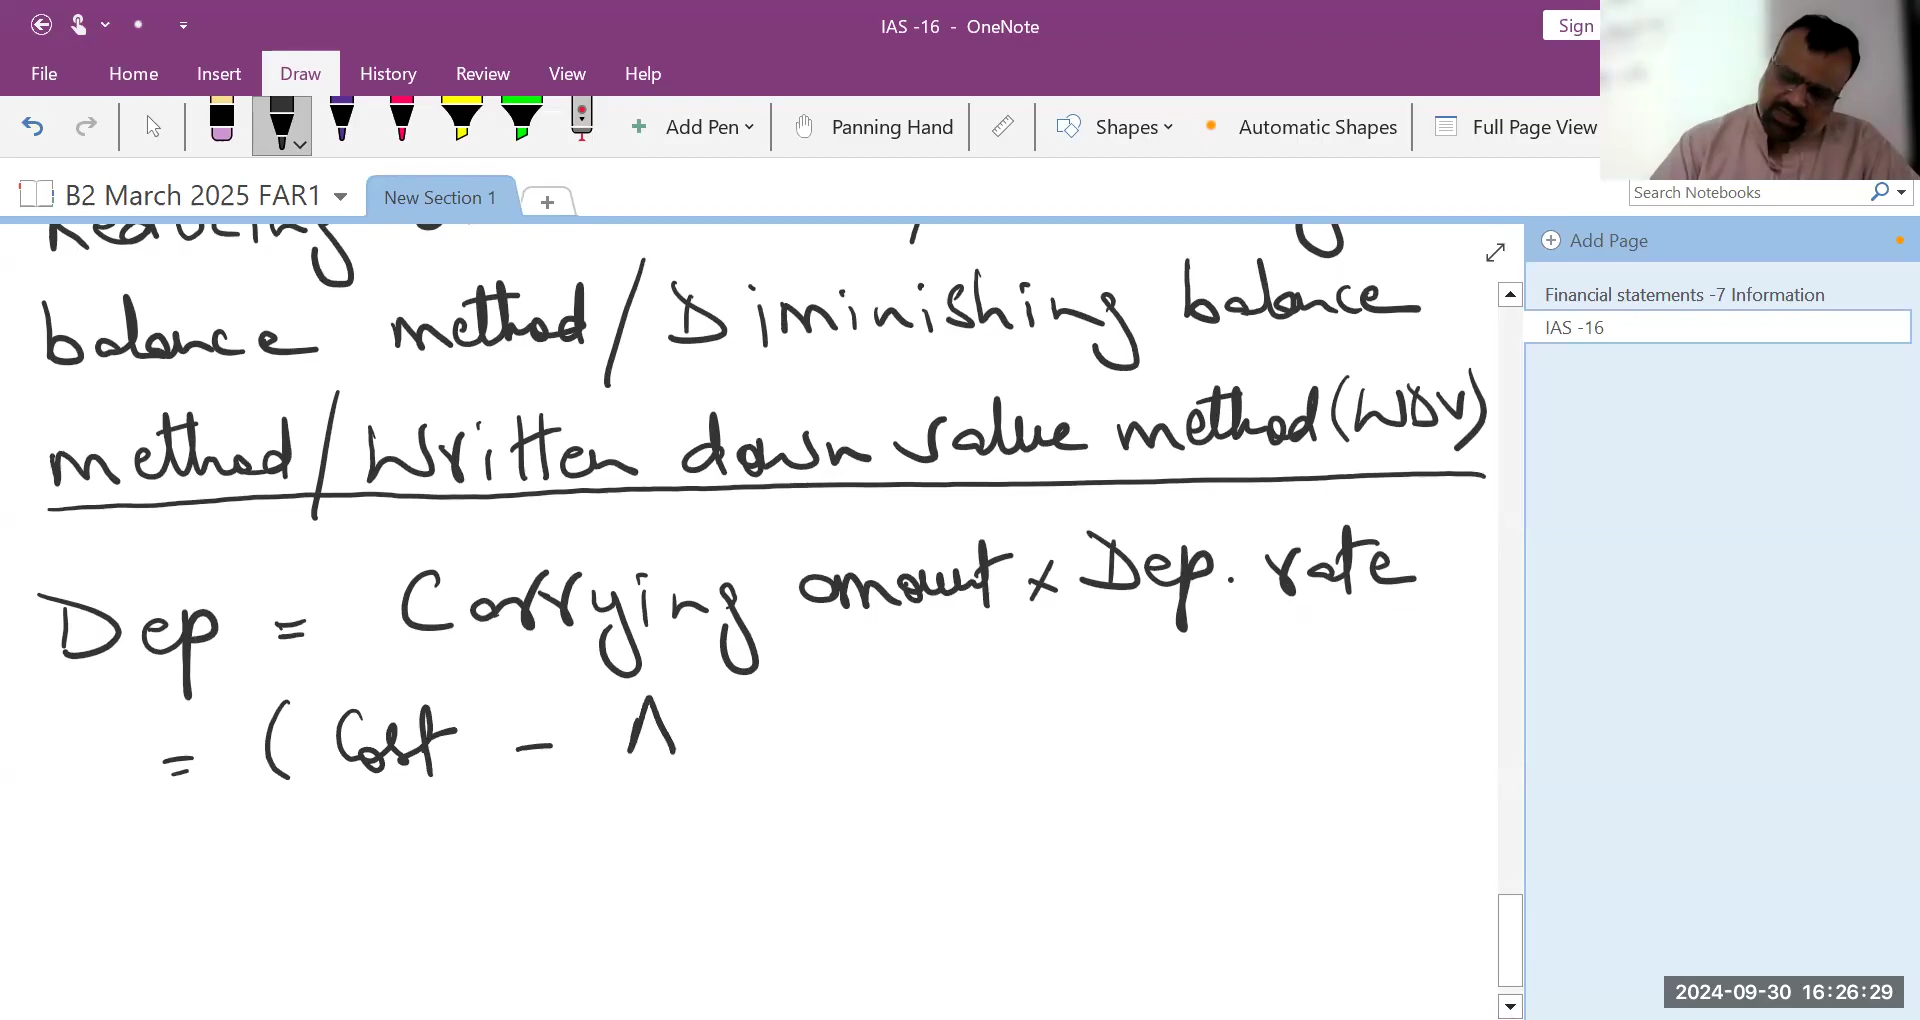 IAS -16 - OneNote
Sign
File Home Insert Draw History Review View Help
Add Pen Panning Hand Shapes Automatic Shapes Full Page View
B2 March 2025 FAR1 New Section 1
Search Notebooks
Add Page
Financial statements -7 Information
IAS -16
Reducing
balance method / Diminishing balance
method / Written down value method (WDV)
Dep = Carrying amount x Dep. rate
= ( Cost - A
2024-09-30 16:26:29